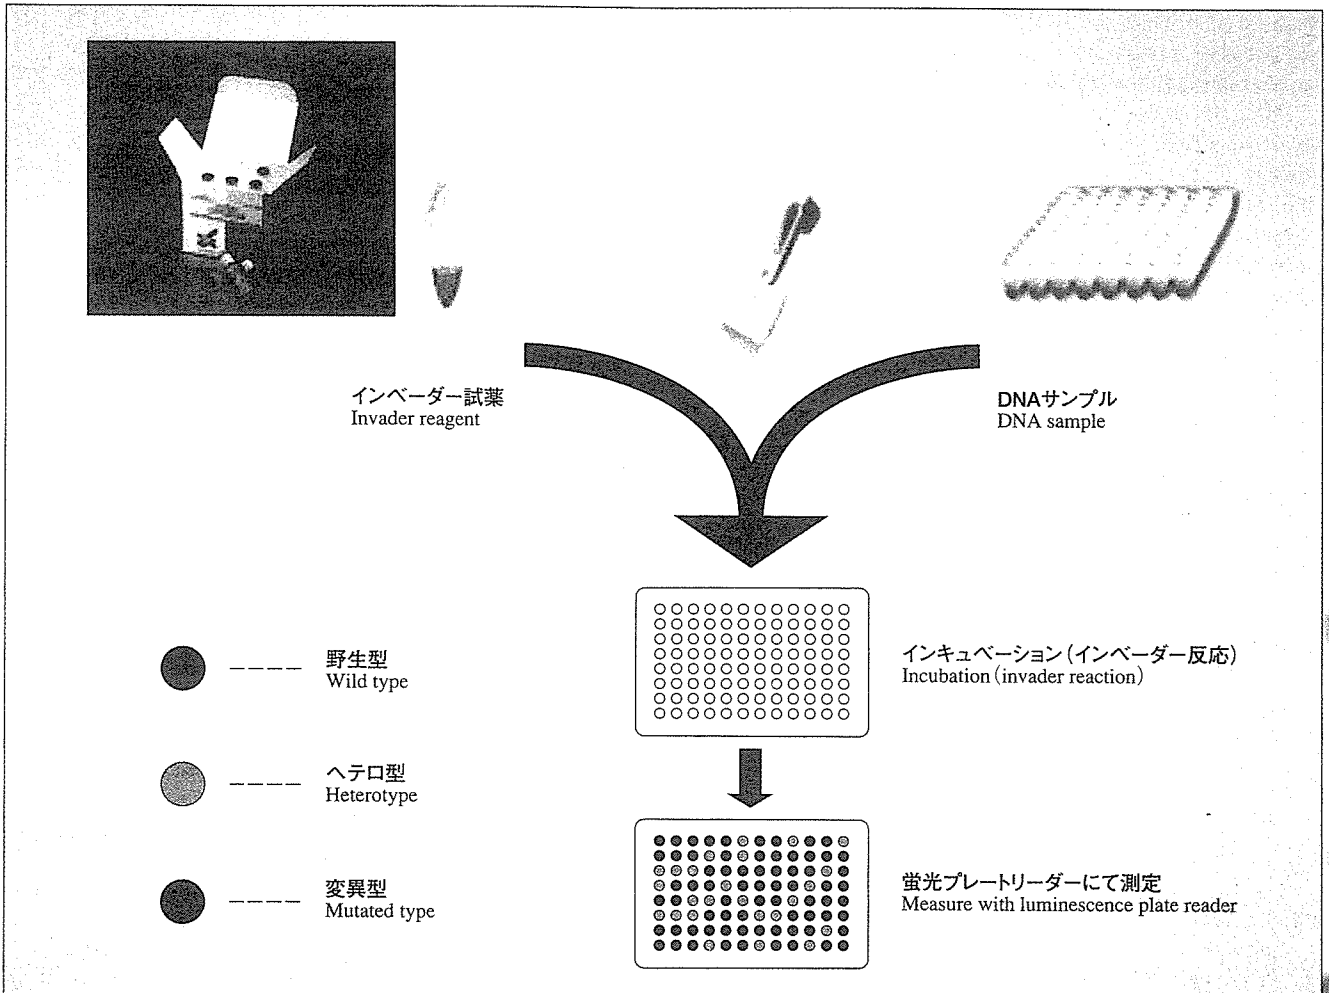 インベーダー試薬
Invader reagent
DNAサンプル
DNA sample
野生型
Wild type
インキュベーション（インベーダー反応）
Incubation（invader reaction）
ヘテロ型
Heterotype
変異型
Mutated type
蛍光プレートリーダーにて測定
Measure with luminescence plate reader